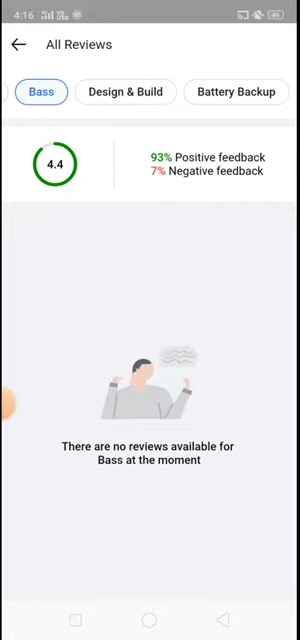 4:16
All Reviews
Bass
Design & Build
Battery Backup
4.4
93% Positive feedback
7% Negative feedback
There are no reviews available for
Bass at the moment